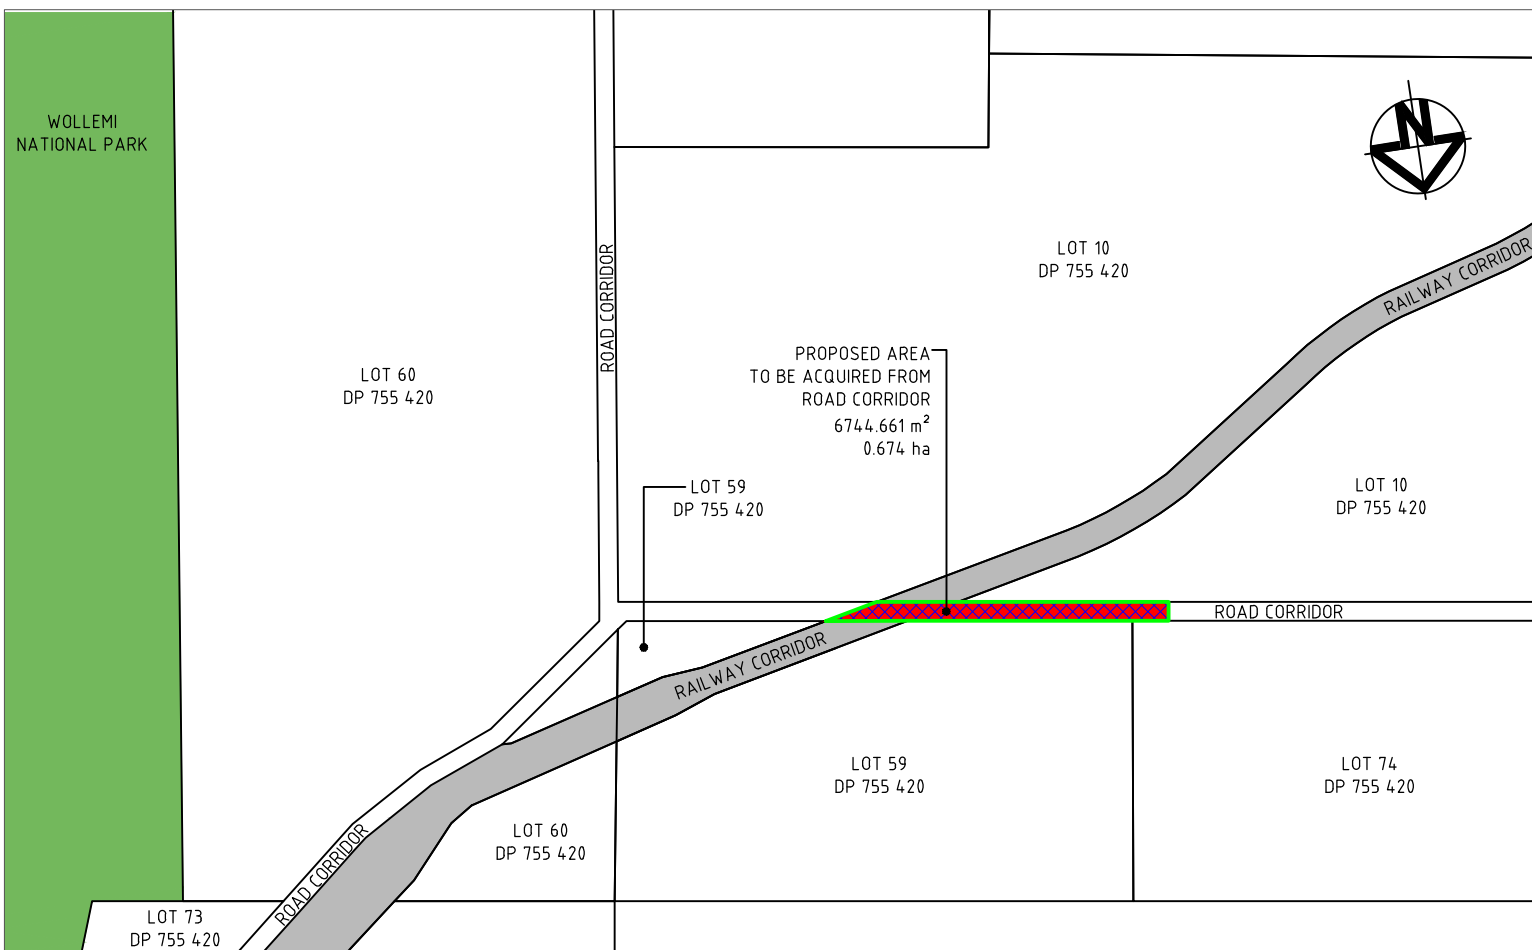 WOLLEMI
NATIONAL PARK
N
ROAD CORRIDOR
LOT 10
DP 755 420
RAILWAY CORRIDOR
PROPOSED AREA
TO BE ACQUIRED FROM
ROAD CORRIDOR
6744.661 m²
0.674 ha
LOT 60
DP 755 420
LOT 59
DP 755 420
LOT 10
DP 755 420
ROAD CORRIDOR
RAILWAY CORRIDOR
LOT 59
DP 755 420
LOT 74
DP 755 420
LOT 60
DP 755 420
ROAD CORRIDOR
LOT 73
DP 755 420